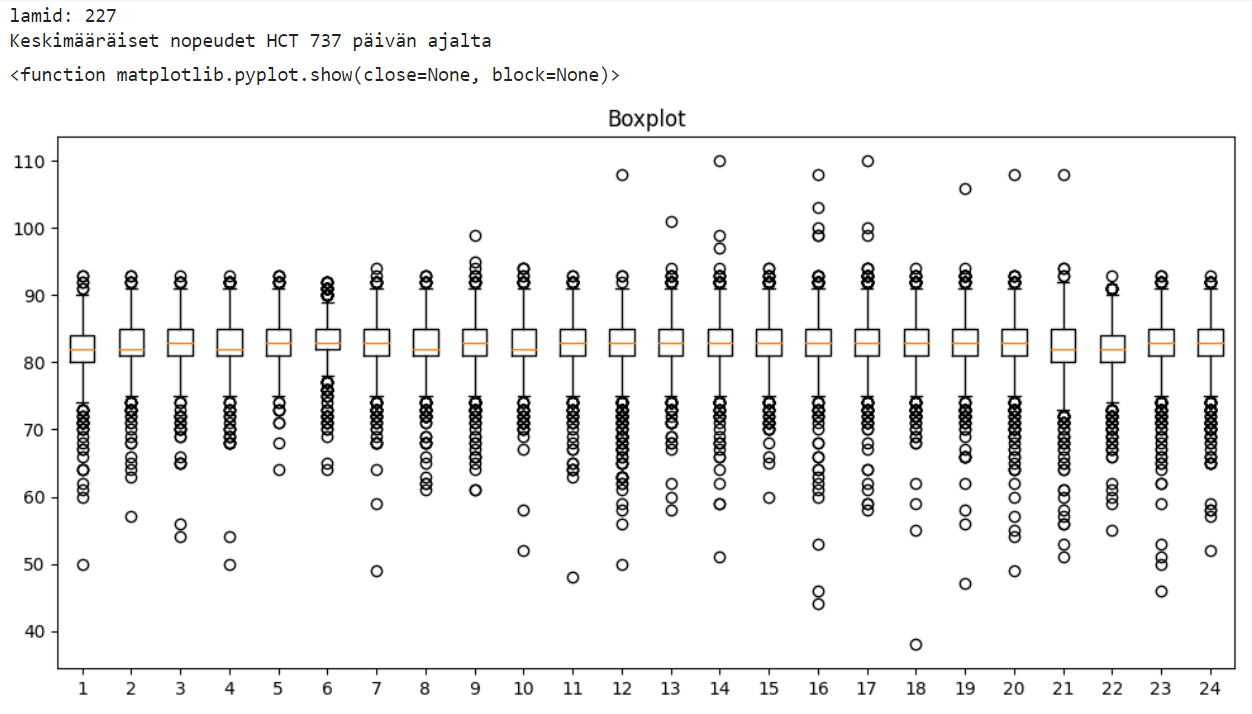 lamid: 227
Keskimääräiset nopeudet HCT 737 päivän ajalta
<function matplotlib.pyplot.show(close=None, block=None)>
Boxplot
110
100
90
80
70
60
50
40
1 2 3 4 5 6 7 8 9 10 11 12 13 14 15 16 17 18 19 20 21 22 23 24